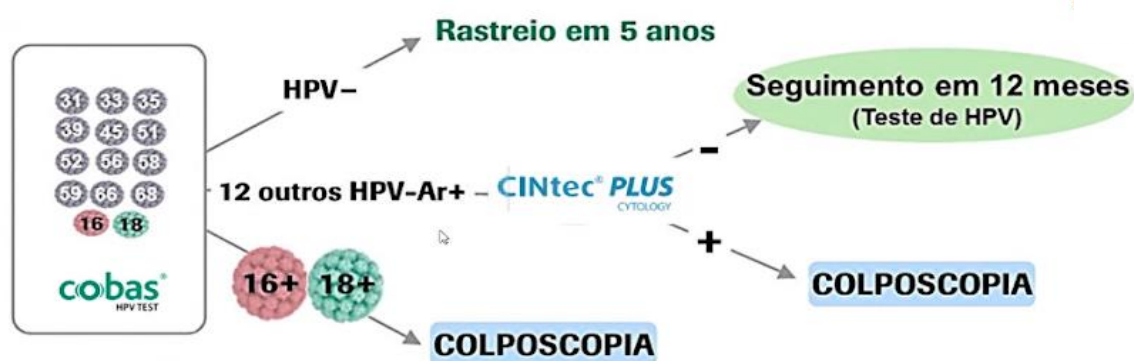 Rastreio em 5 anos
HPV–
Seguimento em 12 meses
(Teste de HPV)
31 33 35
39 45 51
52 56 58
59 66 68
16 18
cobas®
HPV TEST
12 outros HPV-Ar+
CINtec® PLUS
CYTOLOGY
–
+
COLPOSCOPIA
16+ 18+
COLPOSCOPIA